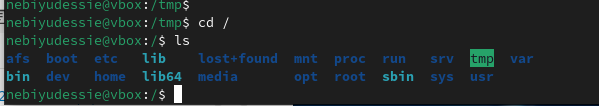 nebiyudessie@vbox:/tmp$
nebiyudessie@vbox:/tmp$ cd /
nebiyudessie@vbox:/$ ls
afs boot etc lib lost+found mnt proc run srv tmp var
bin dev home lib64 media opt root sbin sys usr
nebiyudessie@vbox:/$